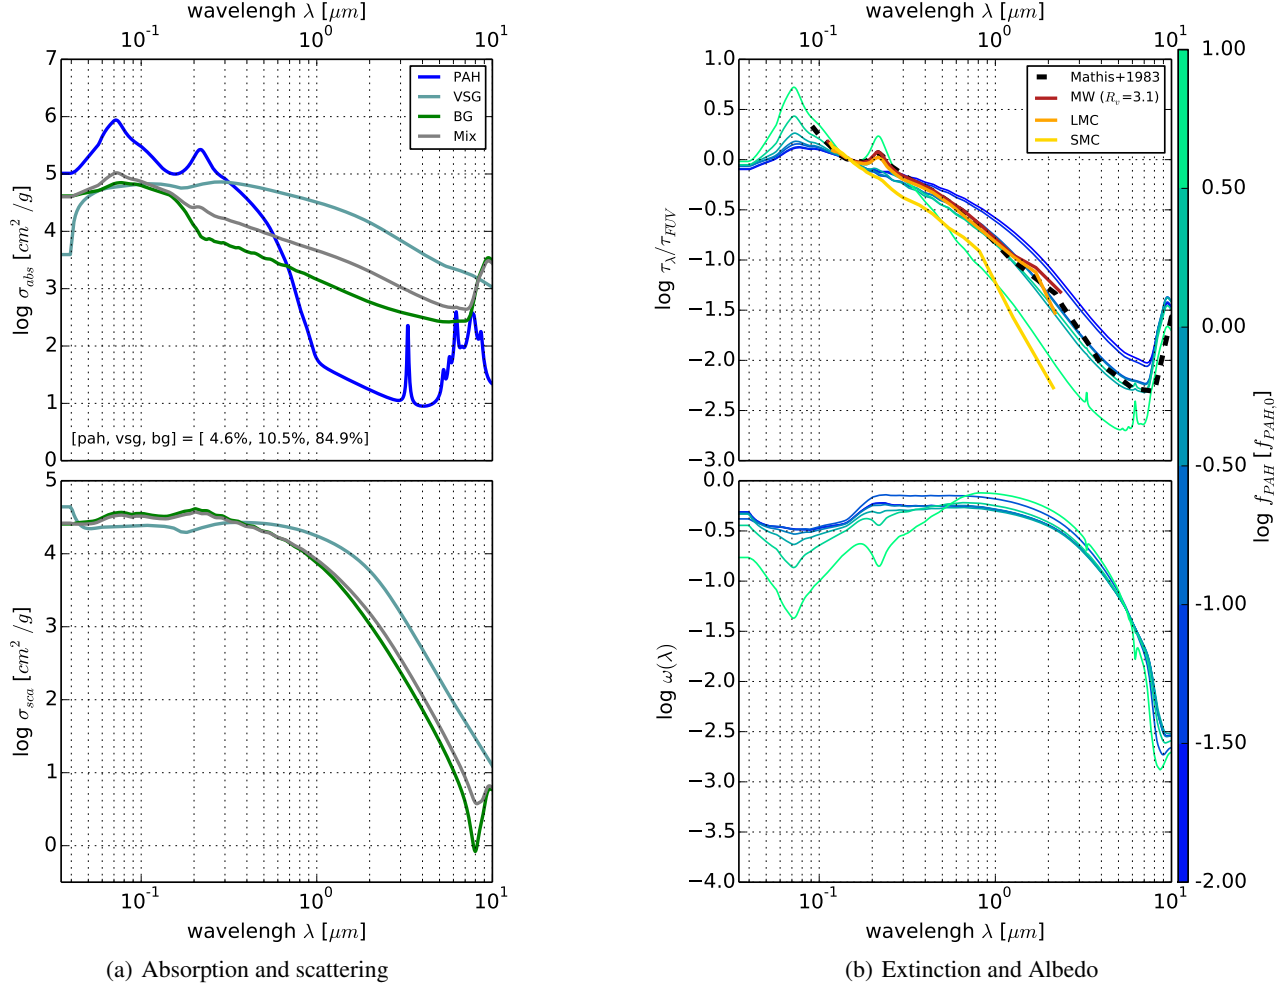 wavelengh λ [μm]
10⁻¹ 10⁰ 10¹
7
6
5
4
3
2
1
0
log σ_abs [cm² /g]
PAH
VSG
BG
Mix
[pah, vsg, bg] = [ 4.6%, 10.5%, 84.9%]
5
4
3
2
1
0
log σ_sca [cm² /g]
10⁻¹ 10⁰ 10¹
wavelengh λ [μm]
(a) Absorption and scattering
wavelengh λ [μm]
10⁻¹ 10⁰ 10¹
1.0
0.5
0.0
−0.5
−1.0
−1.5
−2.0
−2.5
−3.0
log τ_λ/τ_FUV
Mathis+1983
MW (R_v=3.1)
LMC
SMC
0.0
−0.5
−1.0
−1.5
−2.0
−2.5
−3.0
−3.5
−4.0
log ω(λ)
10⁻¹ 10⁰ 10¹
wavelengh λ [μm]
(b) Extinction and Albedo
1.00
0.50
0.00
-0.50
-1.00
-1.50
-2.00
log f_PAH [f_PAH,0]